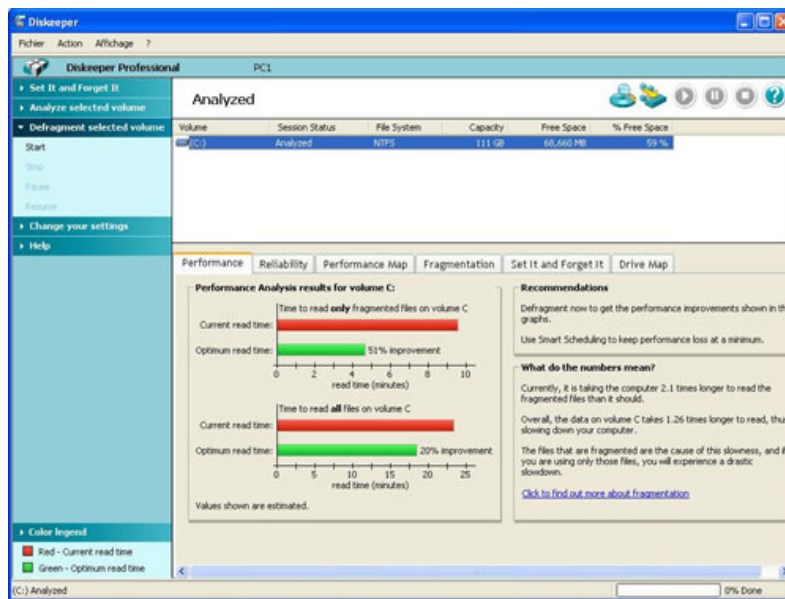 Diskeeper
Fichier Action Affichage ?
Diskeeper Professional PC1
Set It and Forget It
Analyze selected volume
Defragment selected volume
Start
Stop
Pause
Resume
Change your settings
Help
Analyzed
Volume Session Status File System Capacity Free Space % Free Space
(C:) Analyzed NTFS 111 GB 68,660 MB 59 %
Performance Reliability Performance Map Fragmentation Set It and Forget It Drive Map
Performance Analysis results for volume C:
Time to read only fragmented files on volume C
Current read time:
Optimum read time: 51% improvement
0 2 4 6 8 10
read time (minutes)
Time to read all files on volume C
Current read time:
Optimum read time: 20% improvement
0 5 10 15 20 25
read time (minutes)
Values shown are estimated.
Recommendations
Defragment now to get the performance improvements shown in th
graphs.
Use Smart Scheduling to keep performance loss at a minimum.
What do the numbers mean?
Currently, it is taking the computer 2.1 times longer to read the
fragmented files than it should.
Overall, the data on volume C takes 1.26 times longer to read, thu
slowing down your computer.
The files that are fragmented are the cause of this slowness, and if
you are using only those files, you will experience a drastic
slowdown.
Click to find out more about fragmentation
Color legend
Red - Current read time
Green - Optimum read time
(C:) Analyzed 0% Done